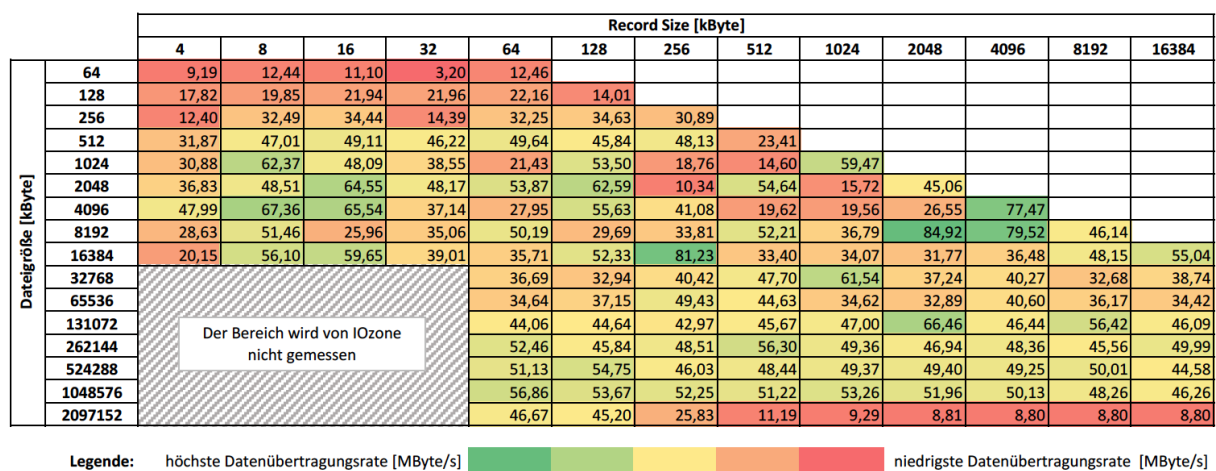 Record Size [kByte]
4 8 16 32 64 128 256 512 1024 2048 4096 8192 16384
Dateigröße [kByte]
64 9,19 12,44 11,10 3,20 12,46
128 17,82 19,85 21,94 21,96 22,16 14,01
256 12,40 32,49 34,44 14,39 32,25 34,63 30,89
512 31,87 47,01 49,11 46,22 49,64 45,84 48,13 23,41
1024 30,88 62,37 48,09 38,55 21,43 53,50 18,76 14,60 59,47
2048 36,83 48,51 64,55 48,17 53,87 62,59 10,34 54,64 15,72 45,06
4096 47,99 67,36 65,54 37,14 27,95 55,63 41,08 19,62 19,56 26,55 77,47
8192 28,63 51,46 25,96 35,06 50,19 29,69 33,81 52,21 36,79 84,92 79,52 46,14
16384 20,15 56,10 59,65 39,01 35,71 52,33 81,23 33,40 34,07 31,77 36,48 48,15 55,04
32768 36,69 32,94 40,42 47,70 61,54 37,24 40,27 32,68 38,74
65536 34,64 37,15 49,43 44,63 34,62 32,89 40,60 36,17 34,42
131072 44,06 44,64 42,97 45,67 47,00 66,46 46,44 56,42 46,09
262144 52,46 45,84 48,51 56,30 49,36 46,94 48,36 45,56 49,99
524288 51,13 54,75 46,03 48,44 49,37 49,40 49,25 50,01 44,58
1048576 56,86 53,67 52,25 51,22 53,26 51,96 50,13 48,26 46,26
2097152 46,67 45,20 25,83 11,19 9,29 8,81 8,80 8,80 8,80
Der Bereich wird von IOzone
nicht gemessen
Legende: höchste Datenübertragungsrate [MByte/s] niedrigste Datenübertragungsrate [MByte/s]